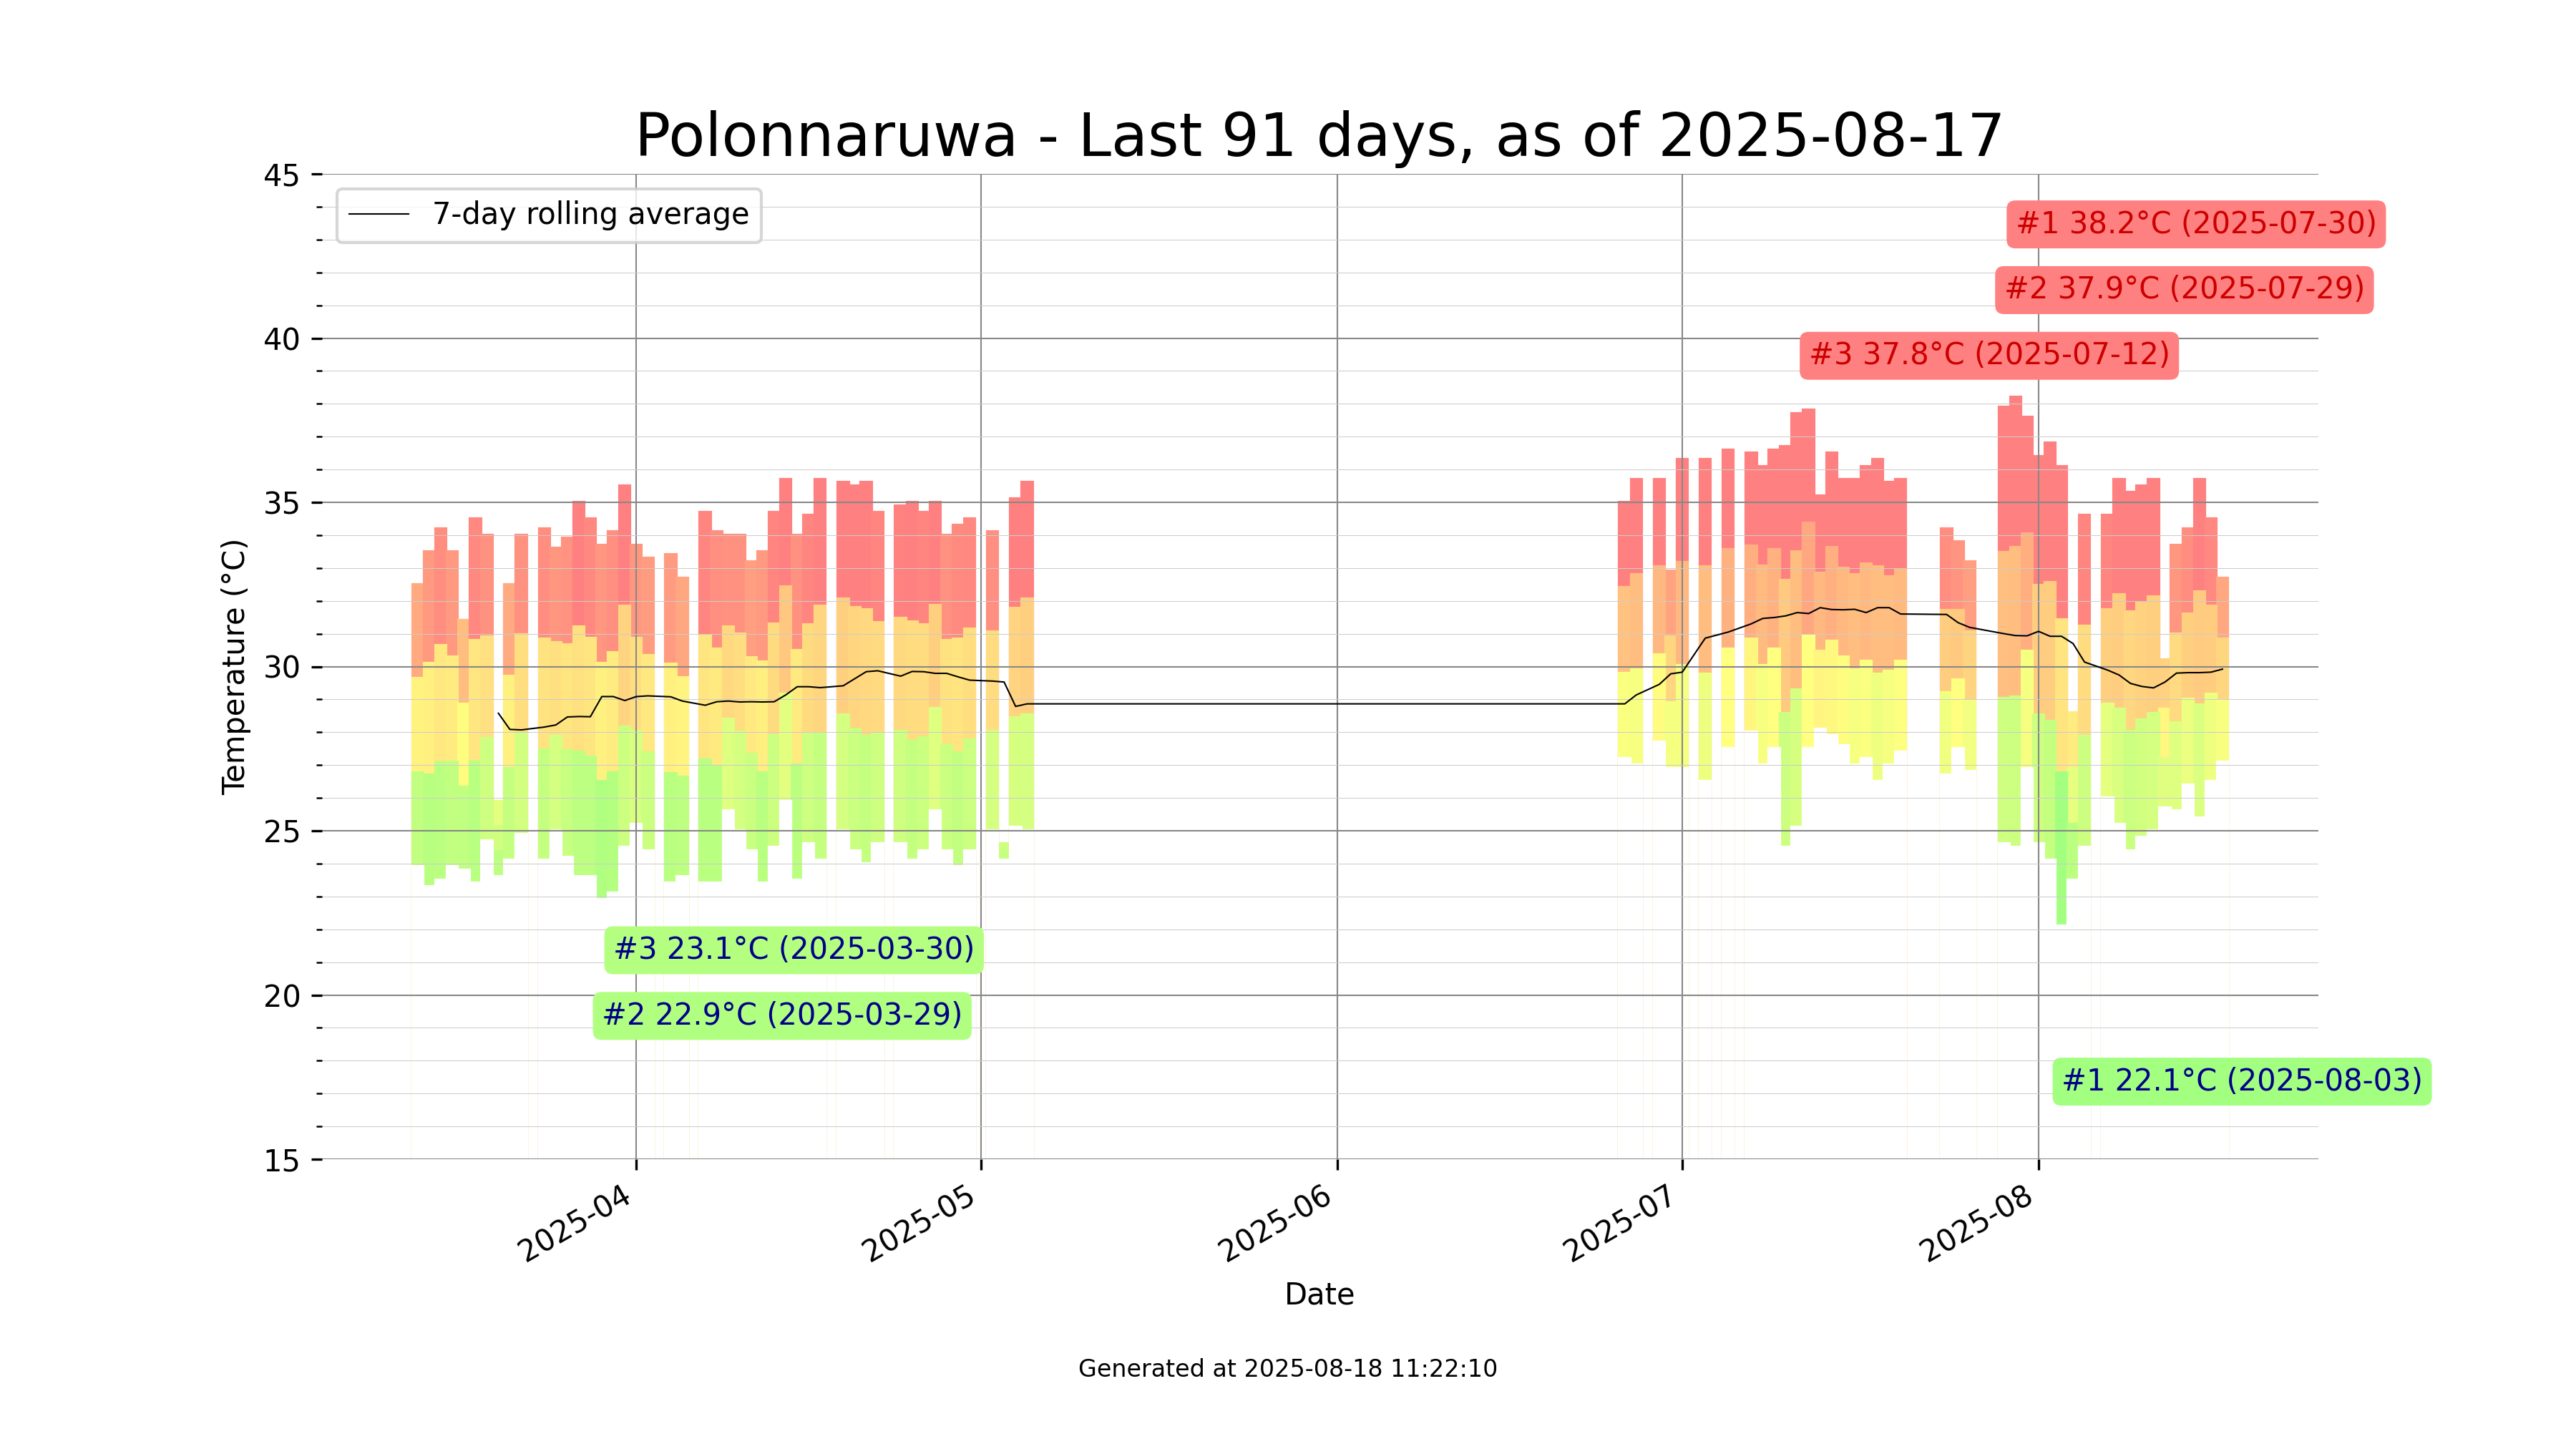 Polonnaruwa - Last 91 days, as of 2025-08-17
45
40
35
30
25
20
15
Temperature (°C)
7-day rolling average
#1 38.2°C (2025-07-30)
#2 37.9°C (2025-07-29)
#3 37.8°C (2025-07-12)
#3 23.1°C (2025-03-30)
#2 22.9°C (2025-03-29)
#1 22.1°C (2025-08-03)
2025-04
2025-05
2025-06
2025-07
2025-08
Date
Generated at 2025-08-18 11:22:10